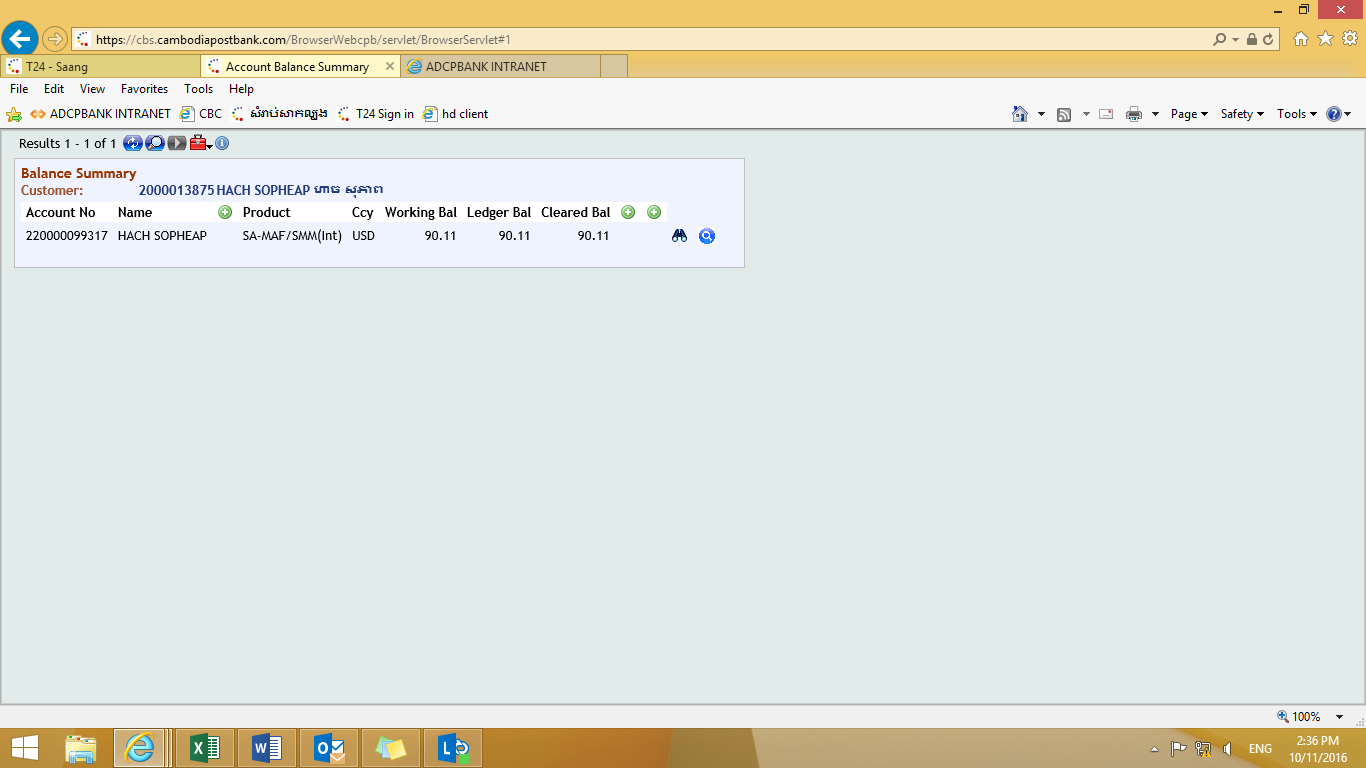 https://cbs.cambodiapostbank.com/BrowserWebcpb/servlet/BrowserServlet#1
T24 - Saang Account Balance Summary ADCPBANK INTRANET
File Edit View Favorites Tools Help
ADCPBANK INTRANET CBC សំរាប់សាកល្បង T24 Sign in hd client Page Safety Tools
Results 1 - 1 of 1
Balance Summary
Customer: 2000013875 HACH SOPHEAP ហាច សុភាព
Account No Name Product Ccy Working Bal Ledger Bal Cleared Bal
220000099317 HACH SOPHEAP SA-MAF/SMM(Int) USD 90.11 90.11 90.11
100%
ENG 2:36 PM
10/11/2016